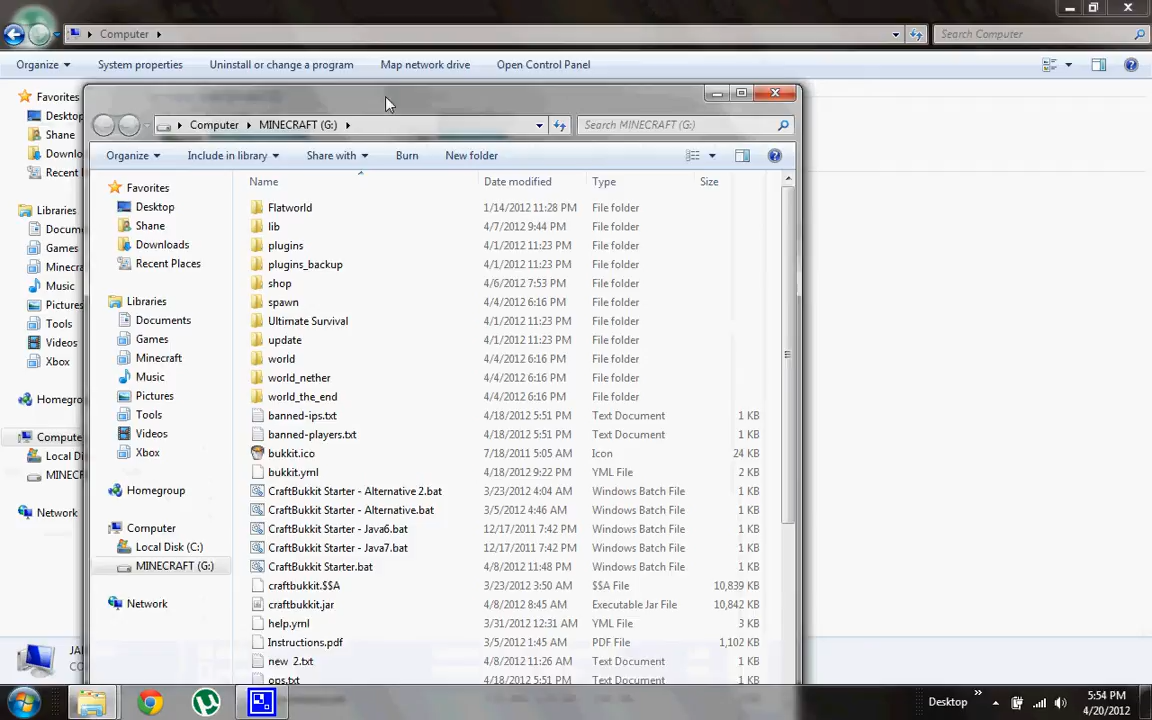 Computer
Search Computer
Organize
System properties
Uninstall or change a program
Map network drive
Open Control Panel
Favorites
Desktop
Shane
Downlo
Recent
Libraries
Docum
Games
Minecra
Music
Pictures
Tools
Videos
Xbox
Homegro
Compute
Local Di
MINECR
Network
Computer
MINECRAFT (G:)
Search MINECRAFT (G:)
Organize
Include in library
Share with
Burn
New folder
Favorites
Desktop
Shane
Downloads
Recent Places
Libraries
Documents
Games
Minecraft
Music
Pictures
Tools
Videos
Xbox
Homegroup
Computer
Local Disk (C:)
MINECRAFT (G:)
Network
Name Date modified Type Size
Flatworld 1/14/2012 11:28 PM File folder
lib 4/7/2012 9:44 PM File folder
plugins 4/1/2012 11:23 PM File folder
plugins_backup 4/1/2012 11:23 PM File folder
shop 4/6/2012 7:53 PM File folder
spawn 4/4/2012 6:16 PM File folder
Ultimate Survival 4/1/2012 11:23 PM File folder
update 4/4/2012 6:16 PM File folder
world 4/4/2012 6:16 PM File folder
world_nether 4/4/2012 6:16 PM File folder
world_the_end 4/4/2012 6:16 PM File folder
banned-ips.txt 4/18/2012 5:51 PM Text Document 1 KB
banned-players.txt 4/18/2012 5:51 PM Text Document 1 KB
bukkit.ico 7/18/2011 5:05 AM Icon 24 KB
bukkit.yml 4/18/2012 9:22 PM YML File 2 KB
CraftBukkit Starter - Alternative 2.bat 3/23/2012 4:04 AM Windows Batch File 1 KB
CraftBukkit Starter - Alternative.bat 3/5/2012 4:46 AM Windows Batch File 1 KB
CraftBukkit Starter - Java6.bat 12/17/2011 7:42 PM Windows Batch File 1 KB
CraftBukkit Starter - Java7.bat 12/17/2011 7:42 PM Windows Batch File 1 KB
CraftBukkit Starter.bat 4/8/2012 11:48 PM Windows Batch File 1 KB
craftbukkit.$$A 3/23/2012 3:50 AM $$A File 10,839 KB
craftbukkit.jar 4/8/2012 8:45 AM Executable Jar File 10,842 KB
help.yml 3/31/2012 12:31 AM YML File 3 KB
Instructions.pdf 3/5/2012 1:45 AM PDF File 1,102 KB
new 2.txt 4/8/2012 11:26 AM Text Document 1 KB
ops.txt 4/18/2012 5:51 PM Text Document 1 KB
JA
CO
Desktop
5:54 PM
4/20/2012